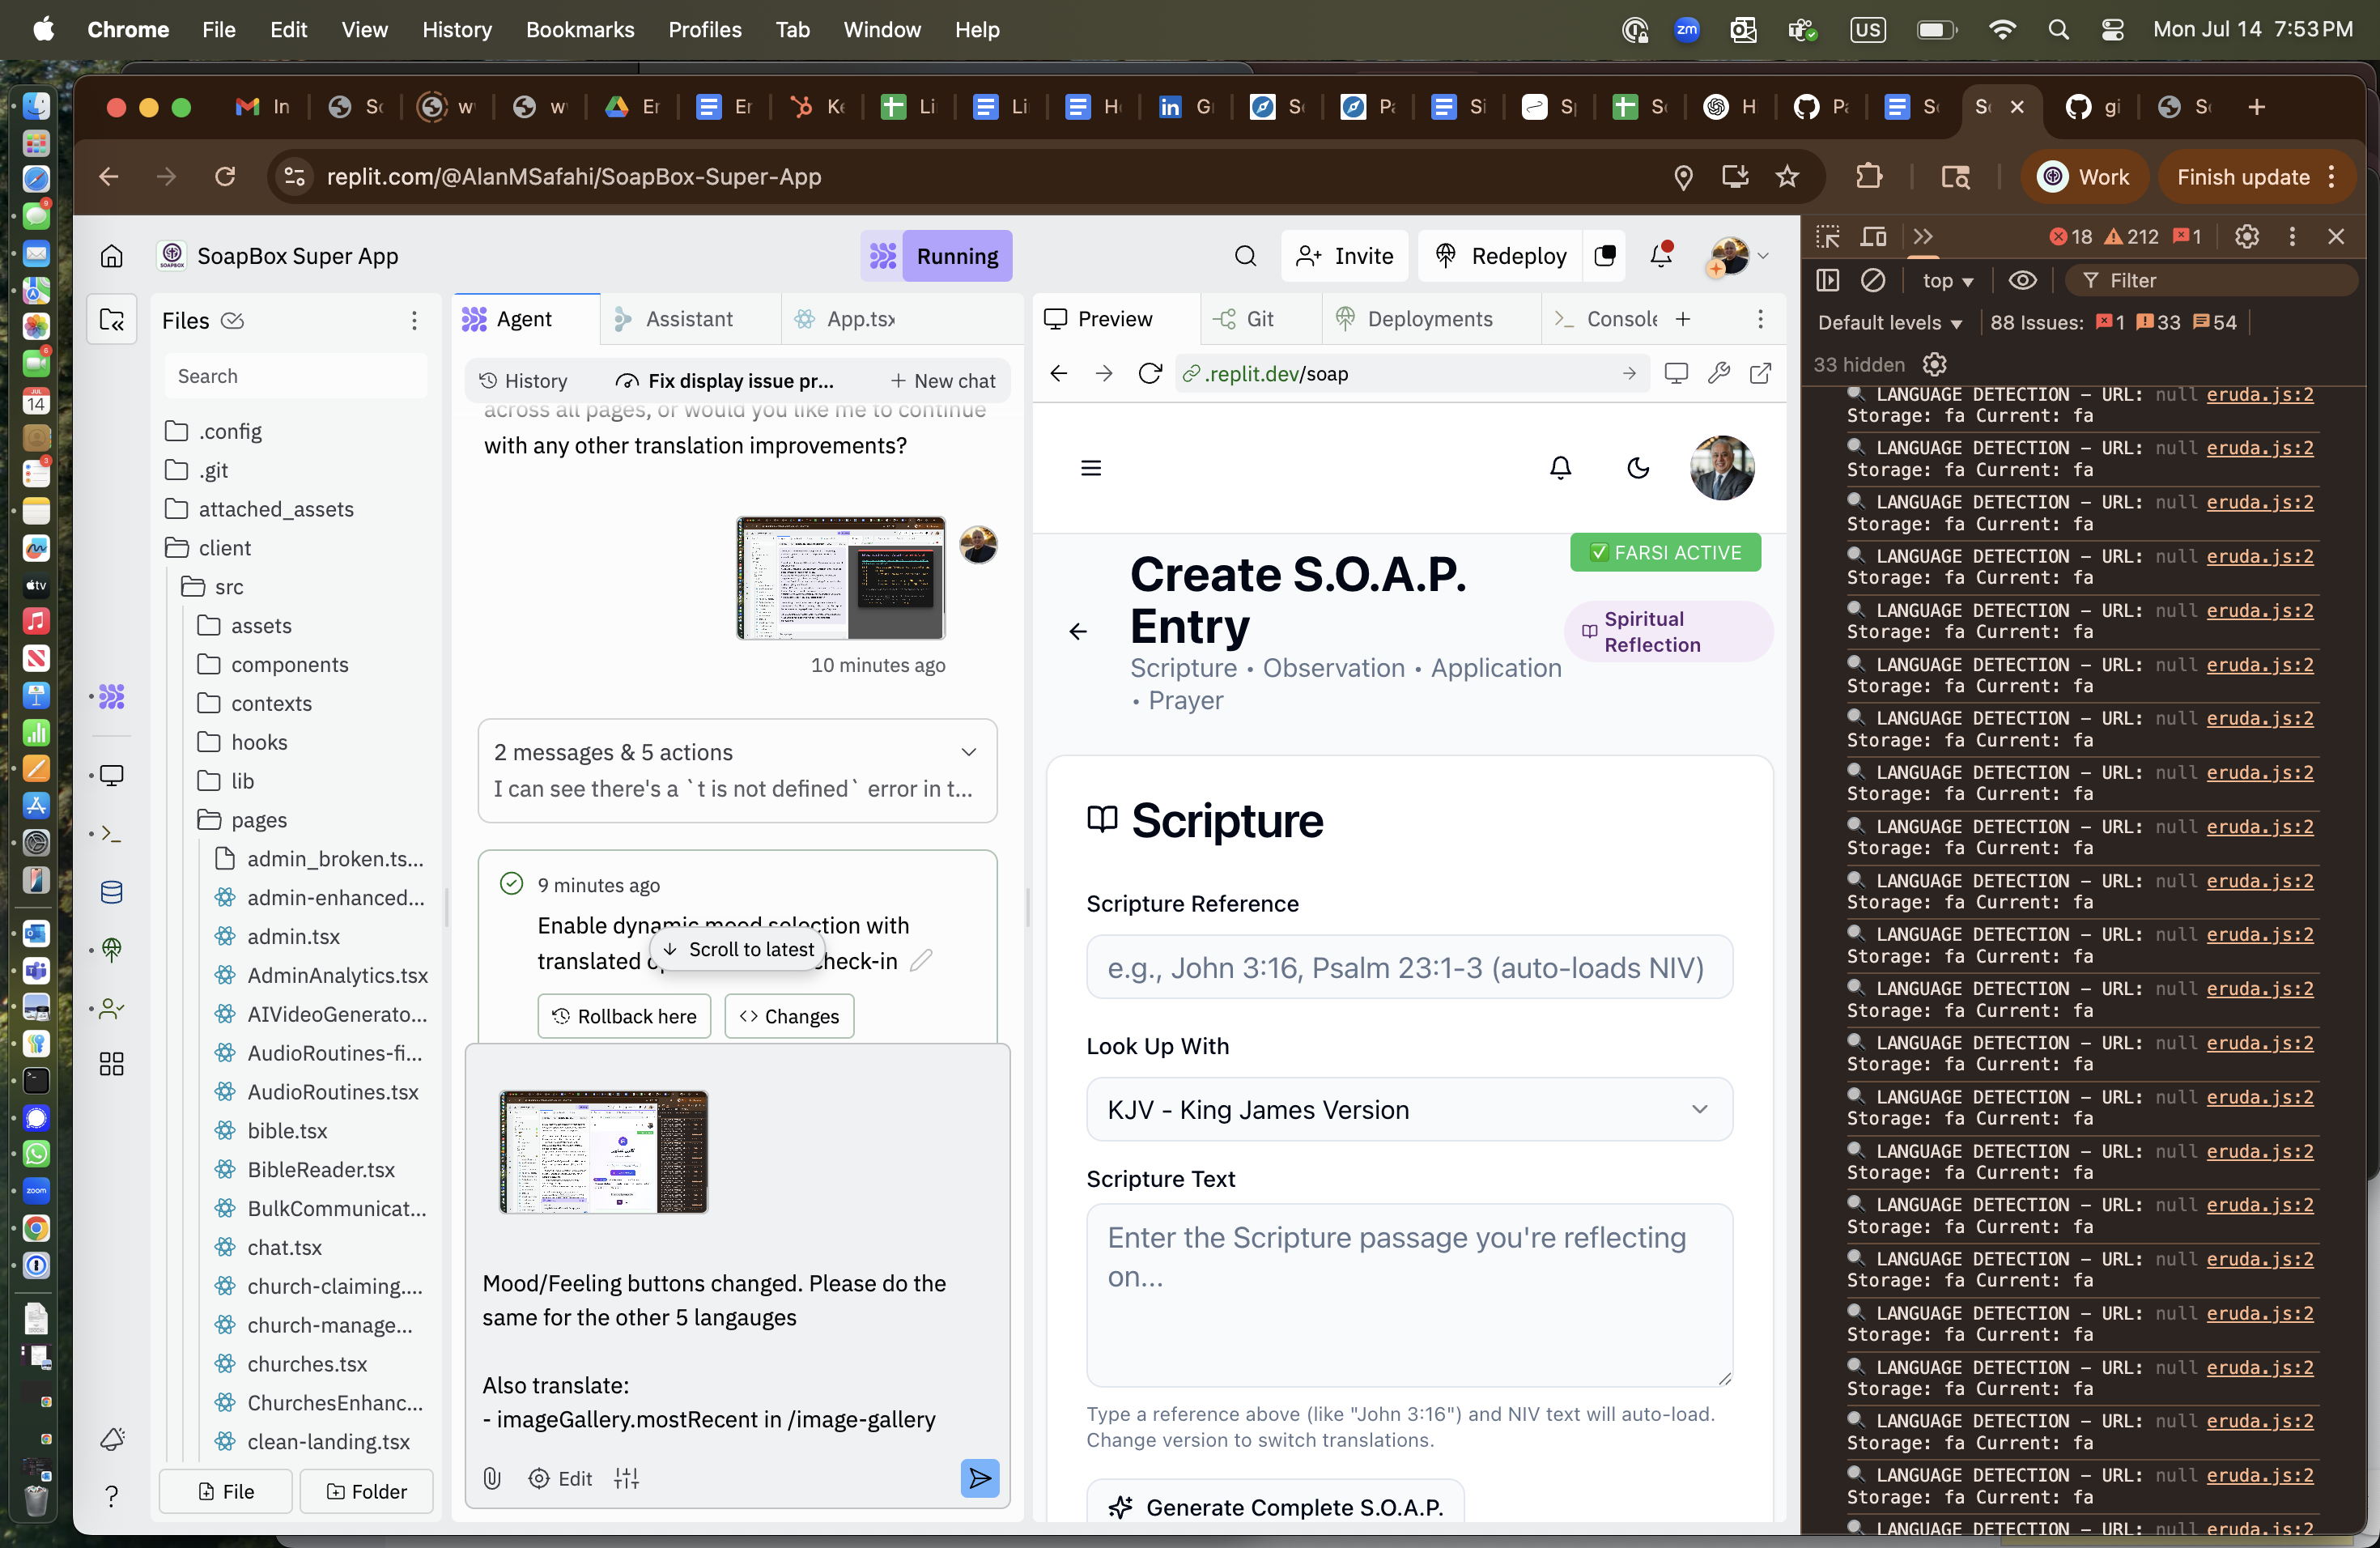 Chrome File Edit View History Bookmarks Profiles Tab Window Help
zm US Mon Jul 14 7:53 PM
In Sc w w Er Er Ke Li Li H G Sc Pa Si Sp Sc H Pa Sc Sc gi Sc
replit.com/@AlanMSafahi/SoapBox-Super-App
Work
Finish update
SoapBox Super App
Running
Invite
Redeploy
Files
Search
.config
.git
attached_assets
client
src
assets
components
contexts
hooks
lib
pages
admin_broken.ts...
admin-enhanced...
admin.tsx
AdminAnalytics.tsx
AIVideoGenerato...
AudioRoutines-fi...
AudioRoutines.tsx
bible.tsx
BibleReader.tsx
BulkCommunicat...
chat.tsx
church-claiming....
church-manage...
churches.tsx
ChurchesEnhanc...
clean-landing.tsx
File
Folder
Agent
Assistant
App.tsx
History
Fix display issue pr...
New chat
across all pages, or would you like me to continue
with any other translation improvements?
10 minutes ago
2 messages & 5 actions
I can see there's a `t is not defined` error in t...
9 minutes ago
Enable dynamic mood selection with
translated check-in
Scroll to latest
Rollback here
Changes
Mood/Feeling buttons changed. Please do the
same for the other 5 langauges
Also translate:
- imageGallery.mostRecent in /image-gallery
Edit
Preview
Git
Deployments
Console
.replit.dev/soap
FARSI ACTIVE
Create S.O.A.P.
Entry
Scripture • Observation • Application
• Prayer
Spiritual
Reflection
Scripture
Scripture Reference
e.g., John 3:16, Psalm 23:1-3 (auto-loads NIV)
Look Up With
KJV - King James Version
Scripture Text
Enter the Scripture passage you're reflecting
on...
Type a reference above (like "John 3:16") and NIV text will auto-load.
Change version to switch translations.
Generate Complete S.O.A.P.
18 212 1
top
Filter
Default levels
88 Issues: 1 33 54
33 hidden
LANGUAGE DETECTION – URL: null eruda.js:2
Storage: fa Current: fa
LANGUAGE DETECTION – URL: null eruda.js:2
Storage: fa Current: fa
LANGUAGE DETECTION – URL: null eruda.js:2
Storage: fa Current: fa
LANGUAGE DETECTION – URL: null eruda.js:2
Storage: fa Current: fa
LANGUAGE DETECTION – URL: null eruda.js:2
Storage: fa Current: fa
LANGUAGE DETECTION – URL: null eruda.js:2
Storage: fa Current: fa
LANGUAGE DETECTION – URL: null eruda.js:2
Storage: fa Current: fa
LANGUAGE DETECTION – URL: null eruda.js:2
Storage: fa Current: fa
LANGUAGE DETECTION – URL: null eruda.js:2
Storage: fa Current: fa
LANGUAGE DETECTION – URL: null eruda.js:2
Storage: fa Current: fa
LANGUAGE DETECTION – URL: null eruda.js:2
Storage: fa Current: fa
LANGUAGE DETECTION – URL: null eruda.js:2
Storage: fa Current: fa
LANGUAGE DETECTION – URL: null eruda.js:2
Storage: fa Current: fa
LANGUAGE DETECTION – URL: null eruda.js:2
Storage: fa Current: fa
LANGUAGE DETECTION – URL: null eruda.js:2
Storage: fa Current: fa
LANGUAGE DETECTION – URL: null eruda.js:2
Storage: fa Current: fa
LANGUAGE DETECTION – URL: null eruda.js:2
Storage: fa Current: fa
LANGUAGE DETECTION – URL: null eruda.js:2
Storage: fa Current: fa
LANGUAGE DETECTION – URL: null eruda.js:2
Storage: fa Current: fa
LANGUAGE DETECTION – URL: null eruda.js:2
Storage: fa Current: fa
LANGUAGE DETECTION – URL: null eruda.js:2
Storage: fa Current: fa
LANGUAGE DETECTION – URL: null eruda.js:2